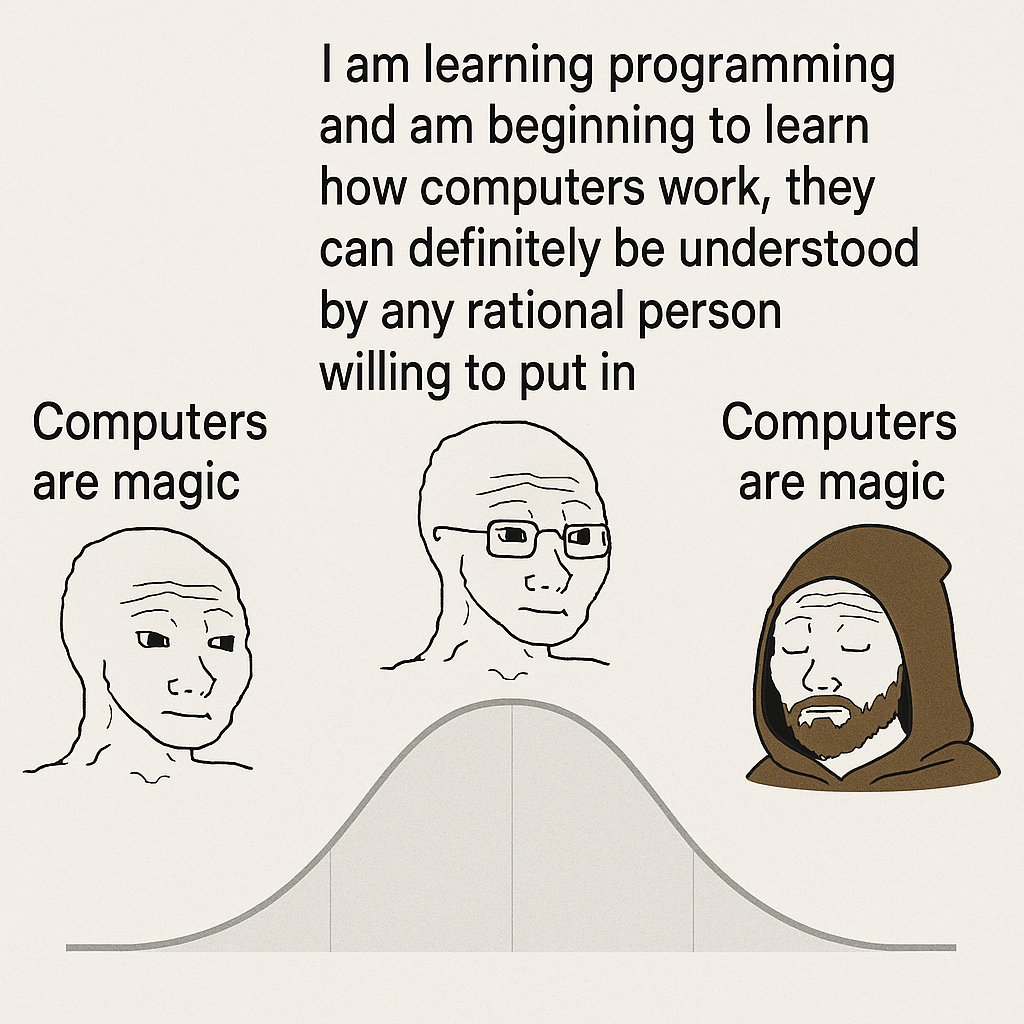 I am learning programming
and am beginning to learn
how computers work, they
can definitely be understood
by any rational person
willing to put in
Computers
are magic
Computers
are magic